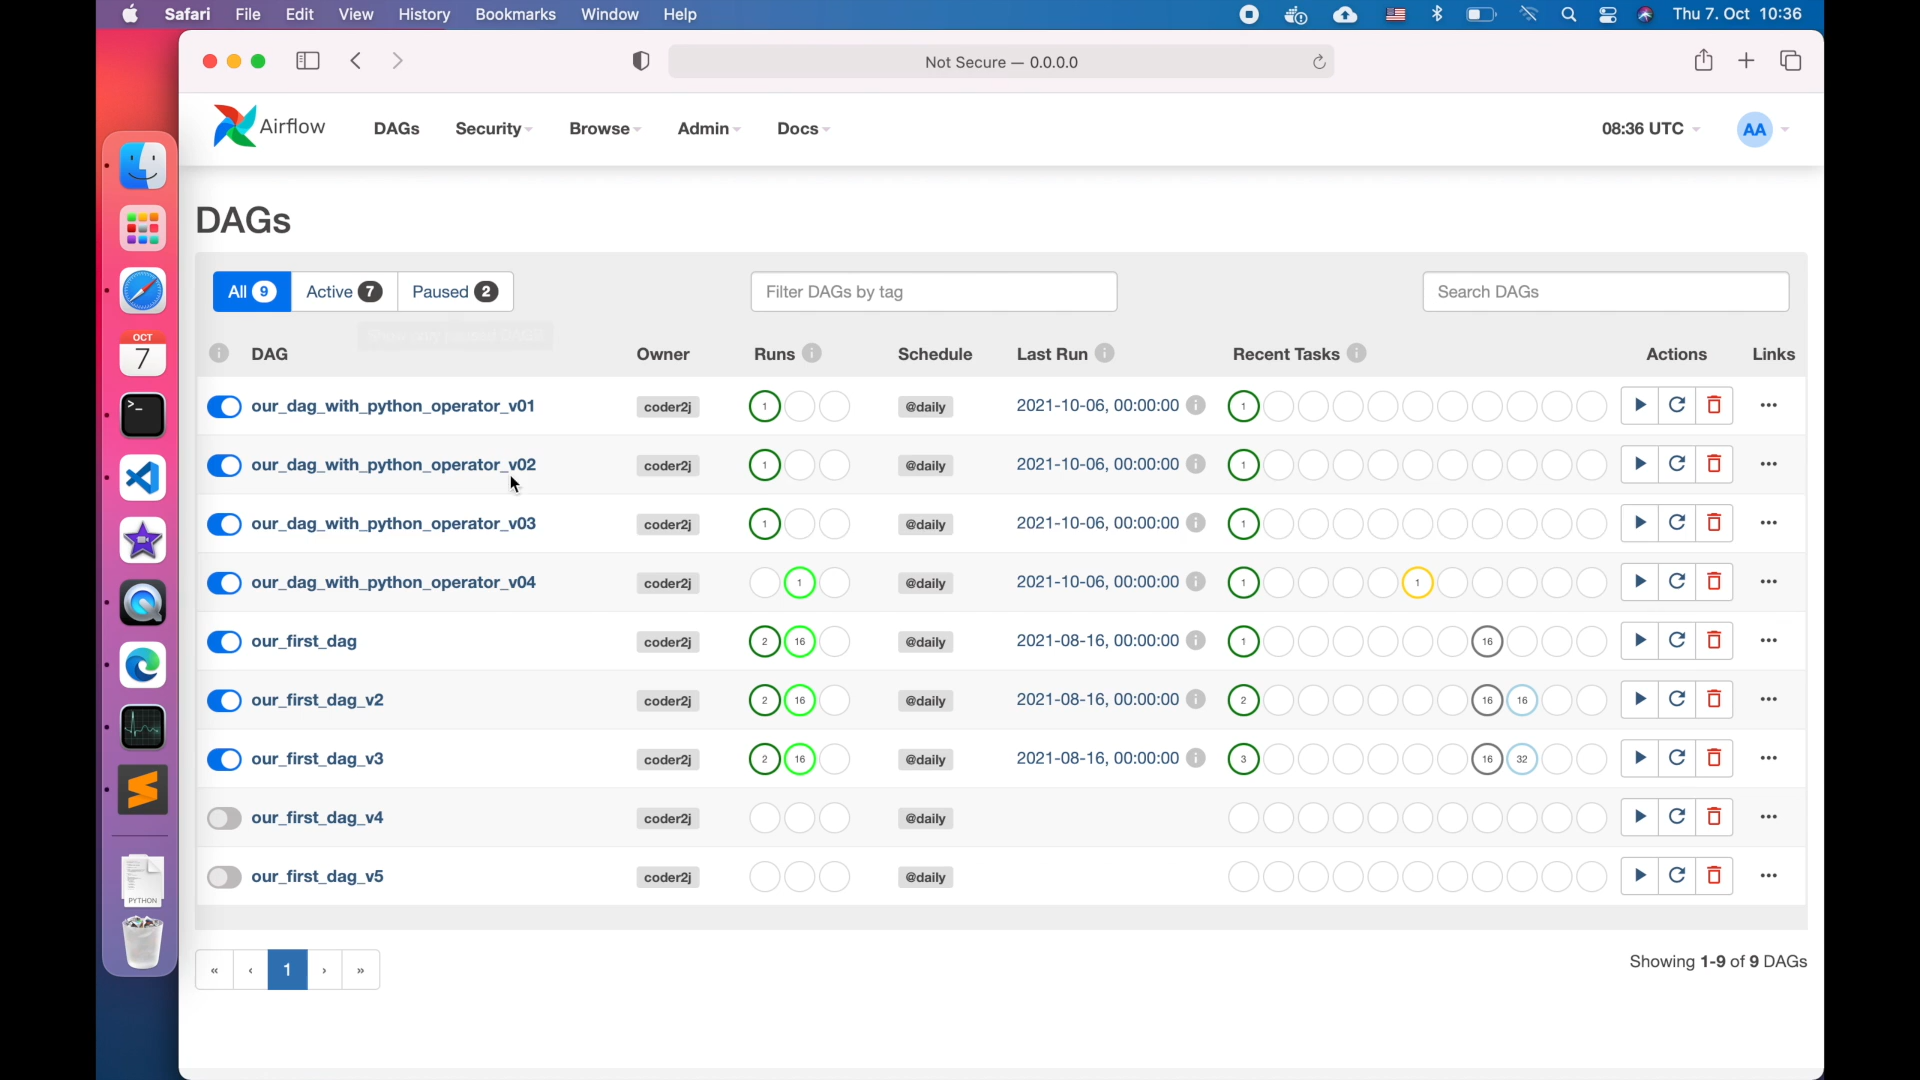 Safari File Edit View History Bookmarks Window Help Thu 7. Oct 10:36
Not Secure — 0.0.0.0
Airflow DAGs Security Browse Admin Docs 08:36 UTC AA
DAGs
All 9 Active 7 Paused 2 Filter DAGs by tag Search DAGs
DAG Owner Runs Schedule Last Run Recent Tasks Actions Links
our_dag_with_python_operator_v01 coder2j 1 @daily 2021-10-06, 00:00:00 1
our_dag_with_python_operator_v02 coder2j 1 @daily 2021-10-06, 00:00:00 1
our_dag_with_python_operator_v03 coder2j 1 @daily 2021-10-06, 00:00:00 1
our_dag_with_python_operator_v04 coder2j 1 @daily 2021-10-06, 00:00:00 1 1
our_first_dag coder2j 2 16 @daily 2021-08-16, 00:00:00 1 16
our_first_dag_v2 coder2j 2 16 @daily 2021-08-16, 00:00:00 2 16 16
our_first_dag_v3 coder2j 2 16 @daily 2021-08-16, 00:00:00 3 16 32
our_first_dag_v4 coder2j @daily
our_first_dag_v5 coder2j @daily
« ‹ 1 › »
Showing 1-9 of 9 DAGs
OCT
7
PYTHON